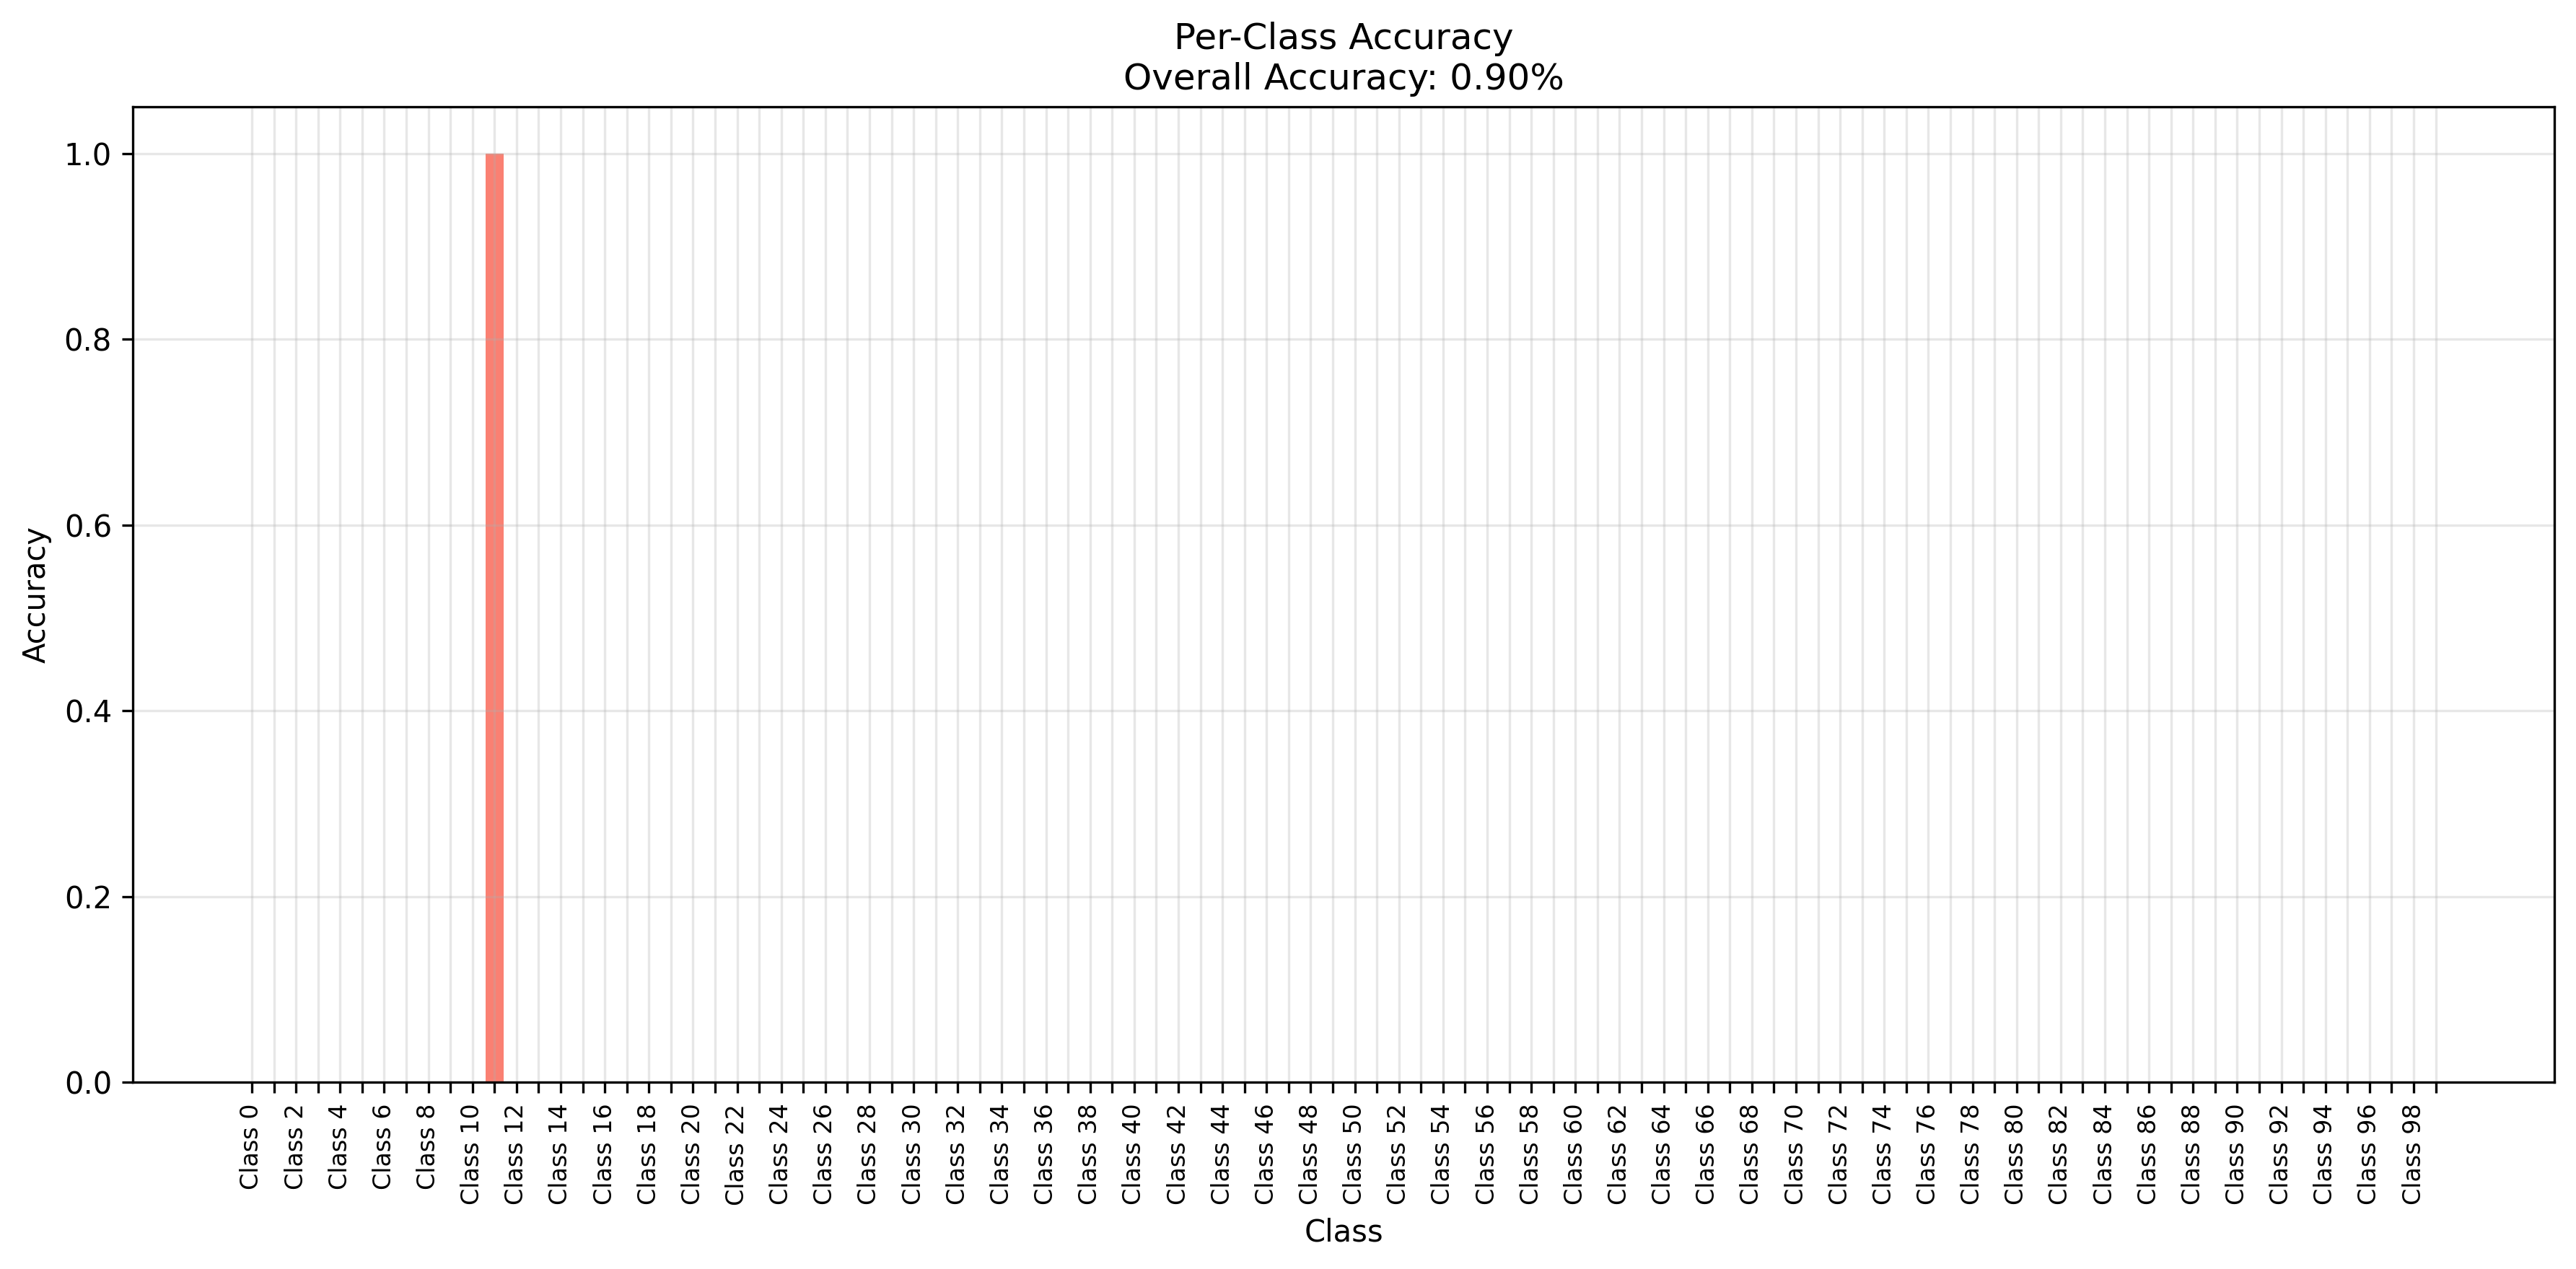 Per-Class Accuracy
Overall Accuracy: 0.90%
1.0
0.8
0.6
0.4
0.2
0.0
Accuracy
Class 0
Class 2
Class 4
Class 6
Class 8
Class 10
Class 12
Class 14
Class 16
Class 18
Class 20
Class 22
Class 24
Class 26
Class 28
Class 30
Class 32
Class 34
Class 36
Class 38
Class 40
Class 42
Class 44
Class 46
Class 48
Class 50
Class 52
Class 54
Class 56
Class 58
Class 60
Class 62
Class 64
Class 66
Class 68
Class 70
Class 72
Class 74
Class 76
Class 78
Class 80
Class 82
Class 84
Class 86
Class 88
Class 90
Class 92
Class 94
Class 96
Class 98
Class